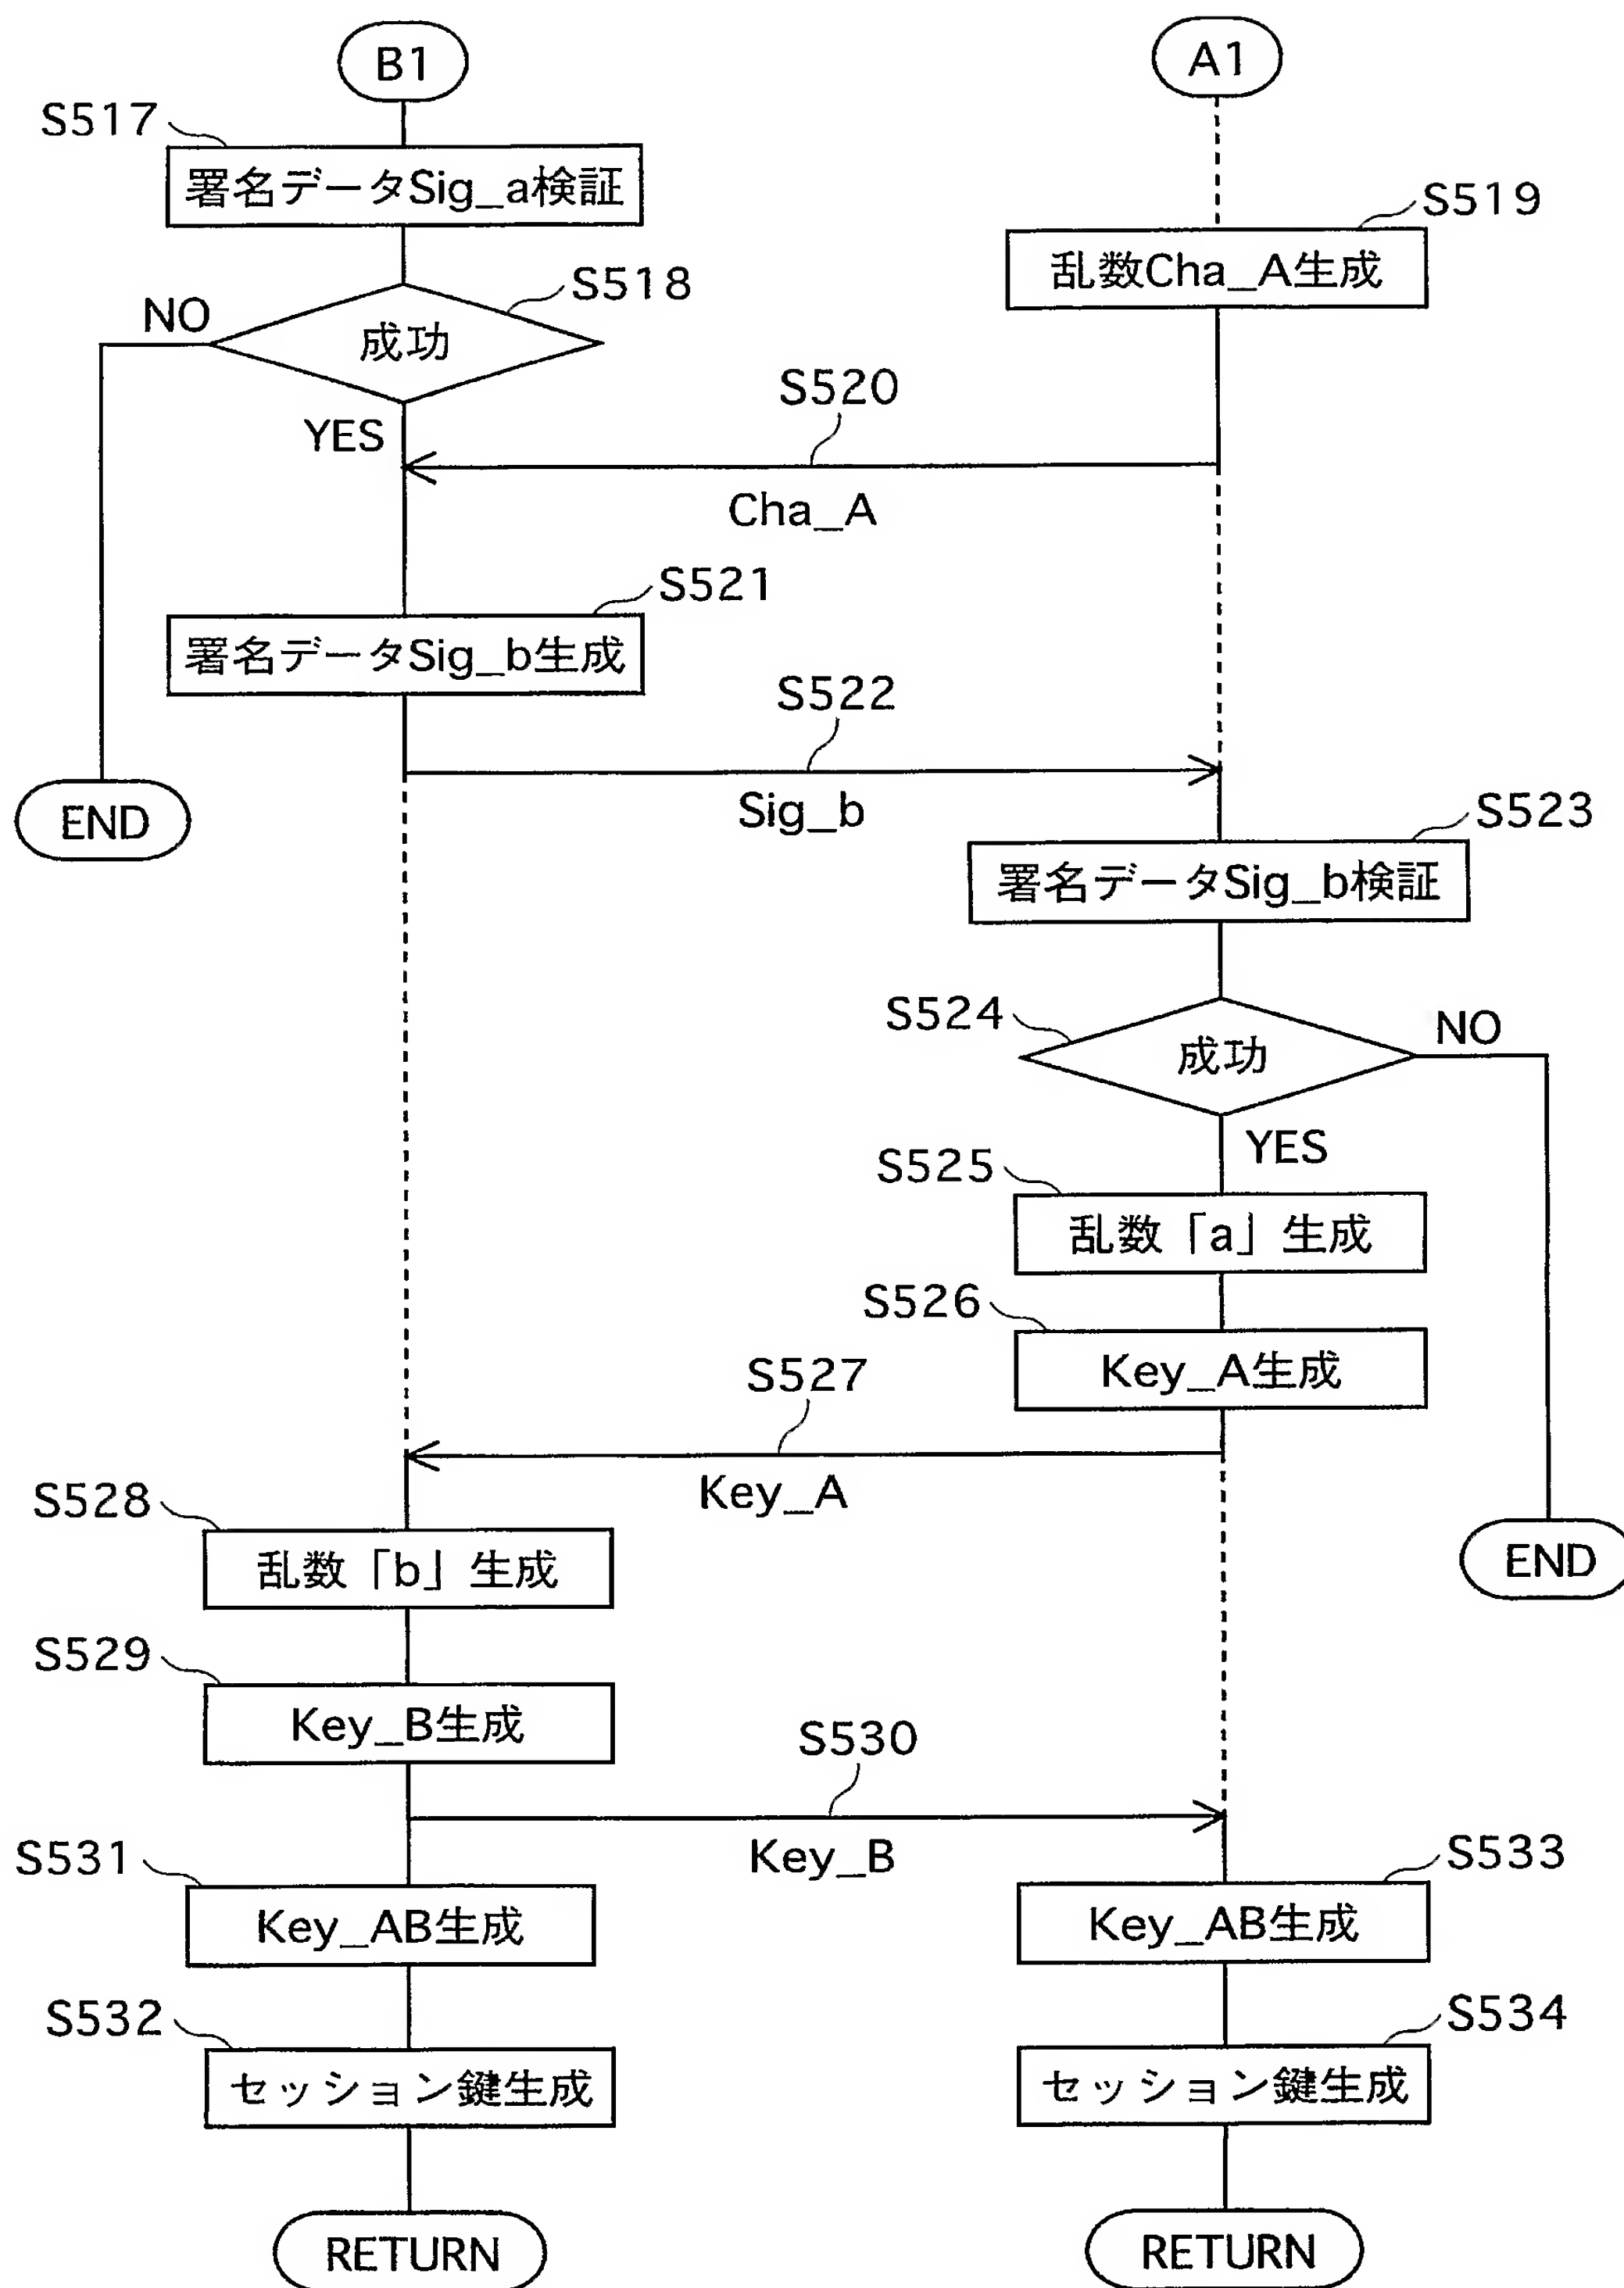 B1
A1
S517
署名データSig_a検証
S519
乱数Cha_A生成
S518
NO
成功
YES
S520
Cha_A
S521
署名データSig_b生成
S522
Sig_b
END
S523
署名データSig_b検証
S524
成功
NO
YES
S525
乱数「a」生成
S526
Key_A生成
S527
Key_A
S528
乱数「b」生成
END
S529
Key_B生成
S530
Key_B
S531
Key_AB生成
S533
Key_AB生成
S532
セッション鍵生成
S534
セッション鍵生成
RETURN
RETURN